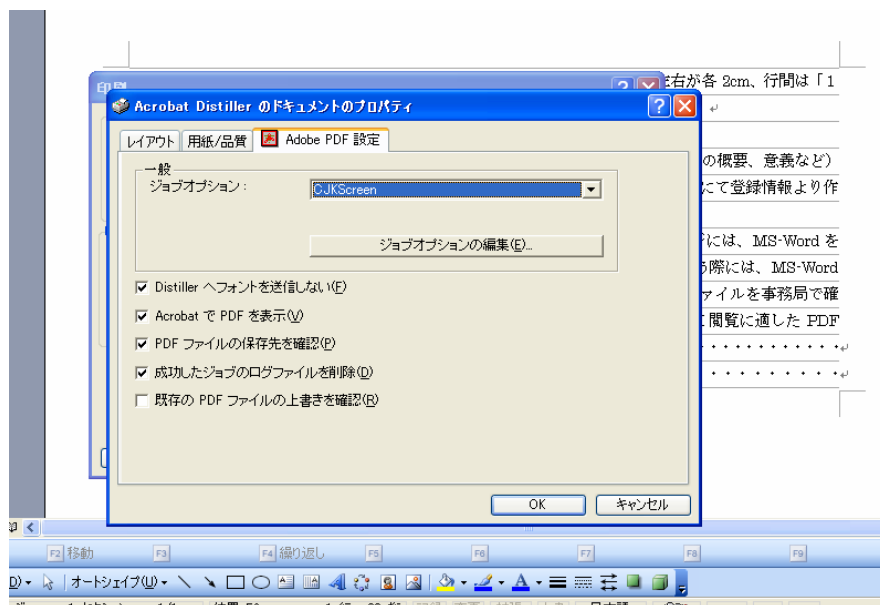 左右が各 2cm、行間は「1
印刷
Acrobat Distiller のドキュメントのプロパティ
レイアウト 用紙/品質 Adobe PDF 設定
の概要、意義など）
一般
ジョブオプション: CJKScreen
にて登録情報より作
ジョブオプションの編集(E)...
には、MS-Word を
際には、MS-Word
Distiller へフォントを送信しない(F)
ァイルを事務局で確
Acrobat で PDF を表示(V)
閲覧に適した PDF
PDF ファイルの保存先を確認(P)
成功したジョブのログファイルを削除(D)
既存の PDF ファイルの上書きを確認(R)
OK キャンセル
F2 移動 F3 F4 繰り返し F5 F6 F7 F8 F9
D) オートシェイプ(U)
日本語